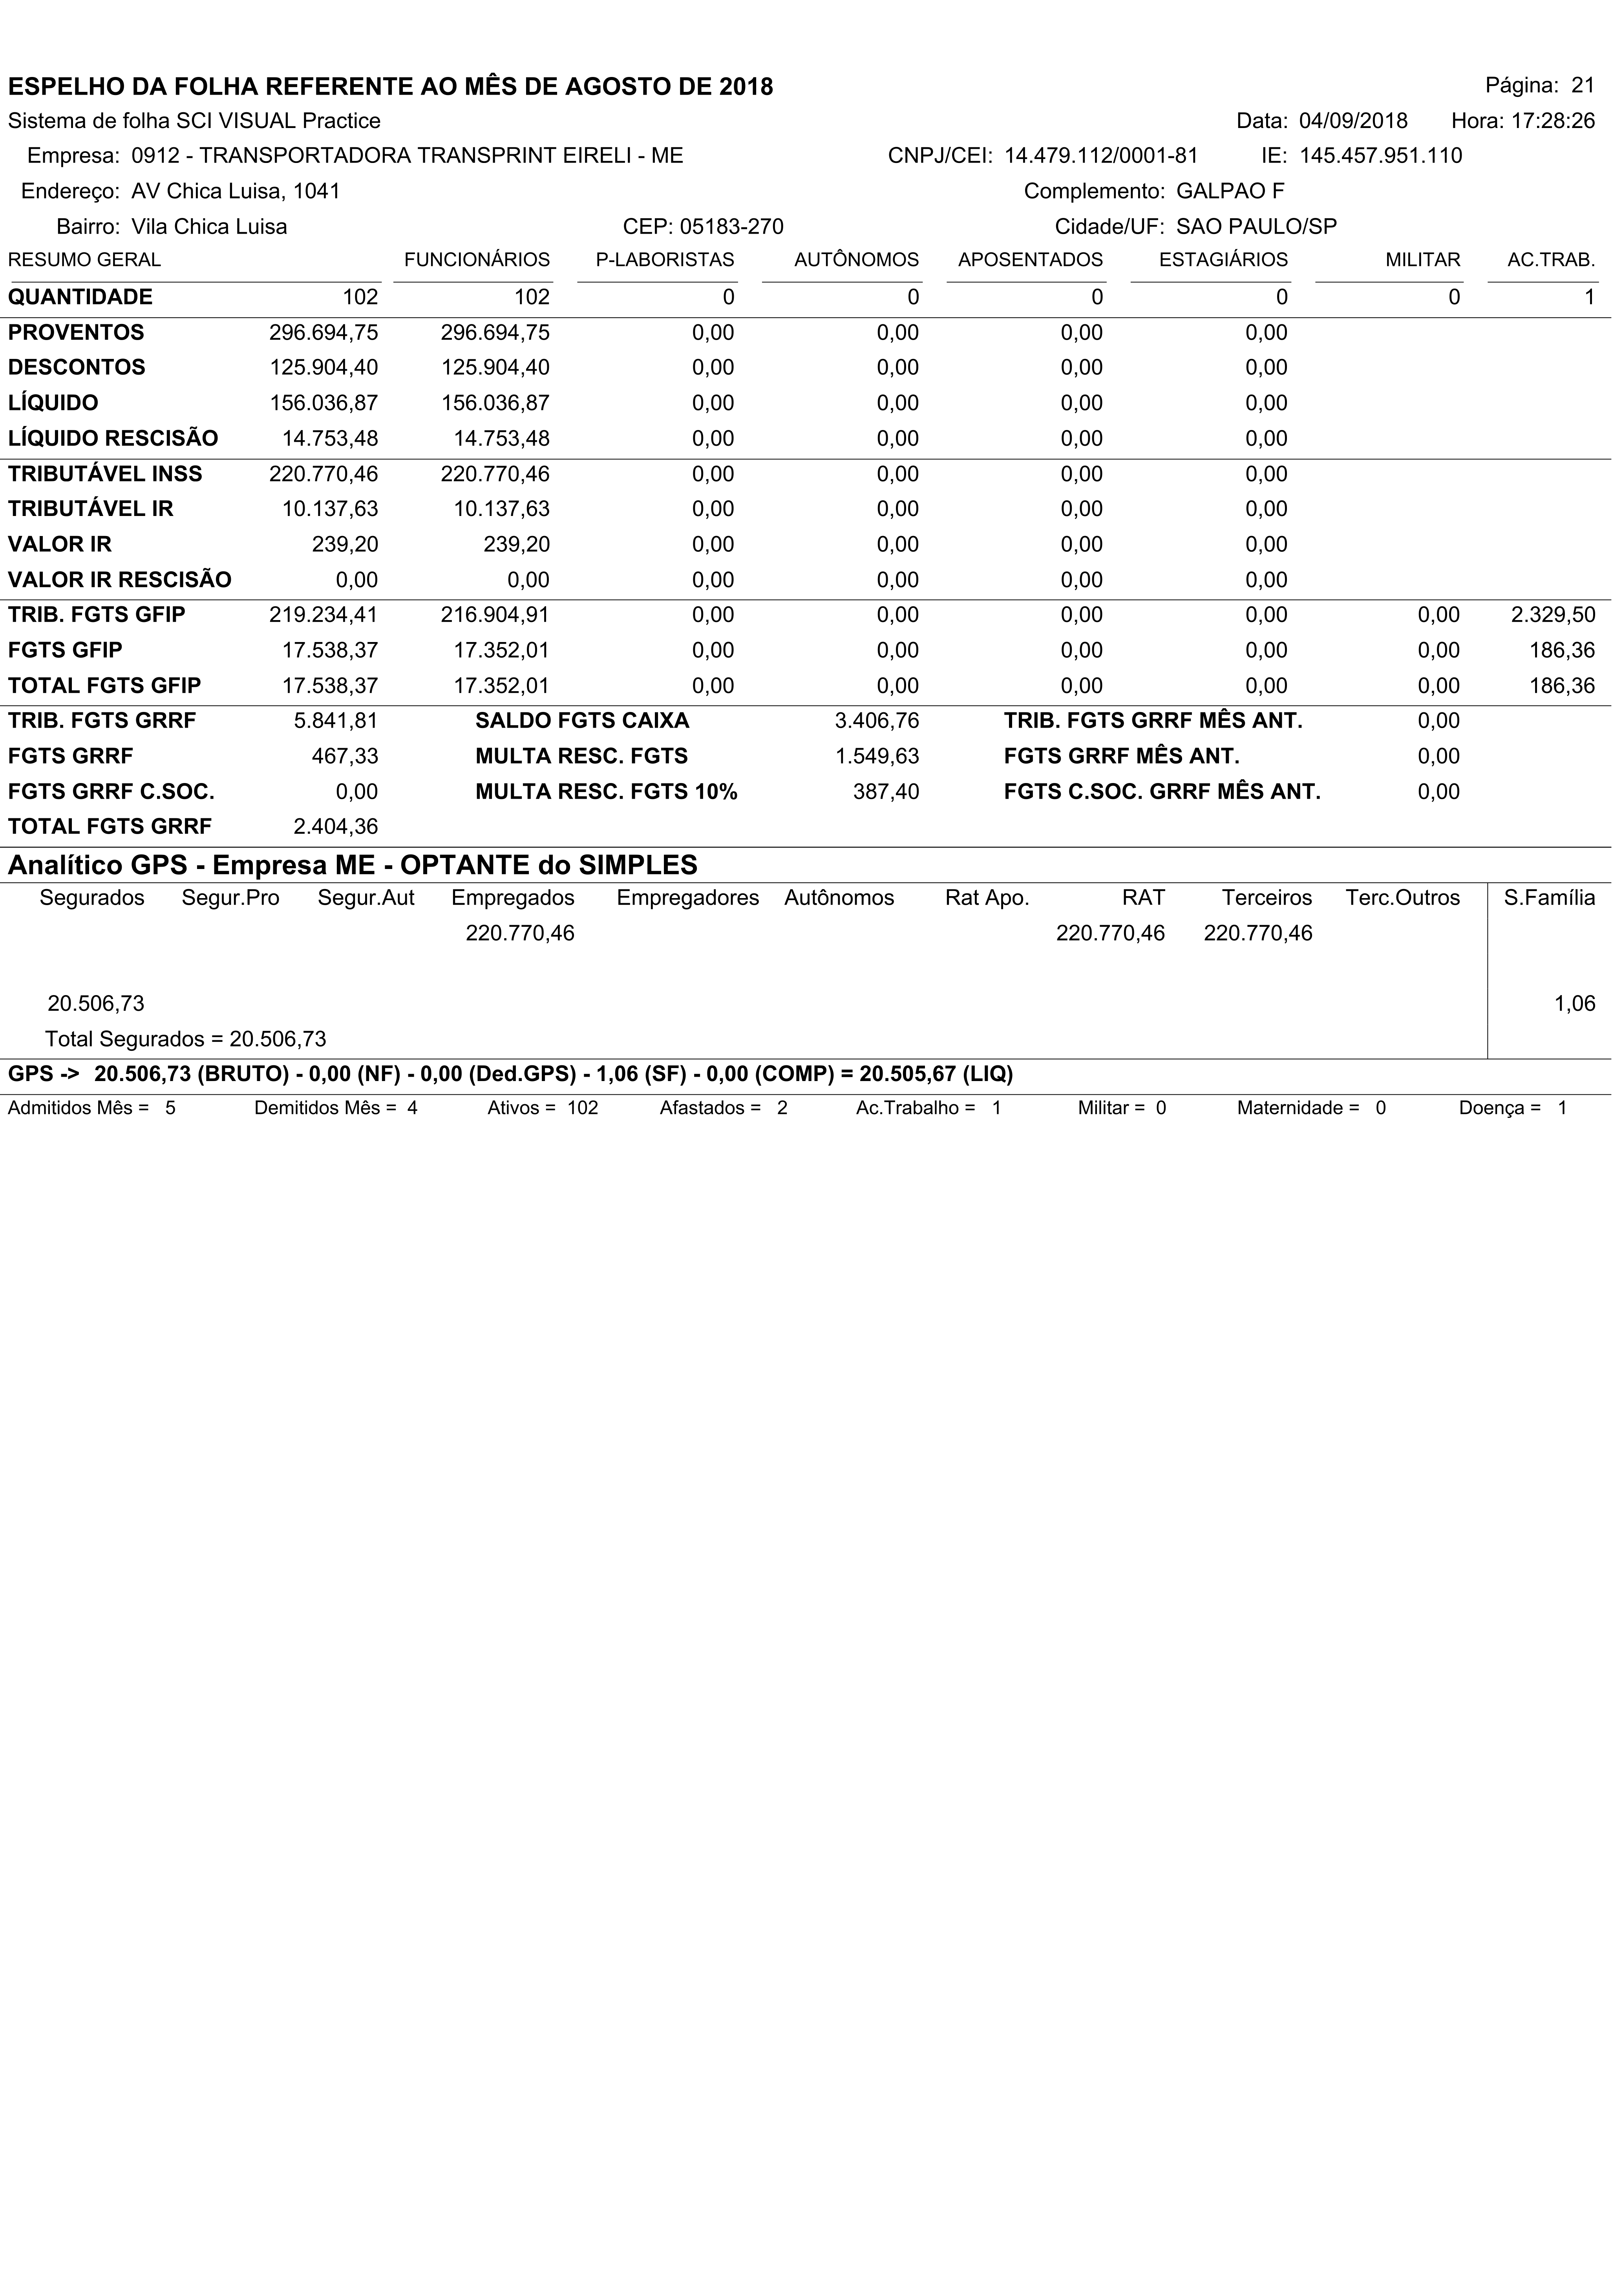 ESPELHO DA FOLHA REFERENTE AO MÊS DE AGOSTO DE 2018 Página: 21
Sistema de folha SCI VISUAL Practice Data: 04/09/2018 Hora: 17:28:26
Empresa: 0912 - TRANSPORTADORA TRANSPRINT EIRELI - ME CNPJ/CEI: 14.479.112/0001-81 IE: 145.457.951.110
Endereço: AV Chica Luisa, 1041 Complemento: GALPAO F
Bairro: Vila Chica Luisa CEP: 05183-270 Cidade/UF: SAO PAULO/SP
RESUMO GERAL FUNCIONÁRIOS P-LABORISTAS AUTÔNOMOS APOSENTADOS ESTAGIÁRIOS MILITAR AC.TRAB.
QUANTIDADE 102 102 0 0 0 0 0 1
PROVENTOS 296.694,75 296.694,75 0,00 0,00 0,00 0,00
DESCONTOS 125.904,40 125.904,40 0,00 0,00 0,00 0,00
LÍQUIDO 156.036,87 156.036,87 0,00 0,00 0,00 0,00
LÍQUIDO RESCISÃO 14.753,48 14.753,48 0,00 0,00 0,00 0,00
TRIBUTÁVEL INSS 220.770,46 220.770,46 0,00 0,00 0,00 0,00
TRIBUTÁVEL IR 10.137,63 10.137,63 0,00 0,00 0,00 0,00
VALOR IR 239,20 239,20 0,00 0,00 0,00 0,00
VALOR IR RESCISÃO 0,00 0,00 0,00 0,00 0,00 0,00
TRIB. FGTS GFIP 219.234,41 216.904,91 0,00 0,00 0,00 0,00 0,00 2.329,50
FGTS GFIP 17.538,37 17.352,01 0,00 0,00 0,00 0,00 0,00 186,36
TOTAL FGTS GFIP 17.538,37 17.352,01 0,00 0,00 0,00 0,00 0,00 186,36
TRIB. FGTS GRRF 5.841,81 SALDO FGTS CAIXA 3.406,76 TRIB. FGTS GRRF MÊS ANT. 0,00
FGTS GRRF 467,33 MULTA RESC. FGTS 1.549,63 FGTS GRRF MÊS ANT. 0,00
FGTS GRRF C.SOC. 0,00 MULTA RESC. FGTS 10% 387,40 FGTS C.SOC. GRRF MÊS ANT. 0,00
TOTAL FGTS GRRF 2.404,36
Analítico GPS - Empresa ME - OPTANTE do SIMPLES
Segurados Segur.Pro Segur.Aut Empregados Empregadores Autônomos Rat Apo. RAT Terceiros Terc.Outros S.Família
220.770,46 220.770,46 220.770,46
20.506,73 1,06
Total Segurados = 20.506,73
GPS -> 20.506,73 (BRUTO) - 0,00 (NF) - 0,00 (Ded.GPS) - 1,06 (SF) - 0,00 (COMP) = 20.505,67 (LIQ)
Admitidos Mês = 5 Demitidos Mês = 4 Ativos = 102 Afastados = 2 Ac.Trabalho = 1 Militar = 0 Maternidade = 0 Doença = 1